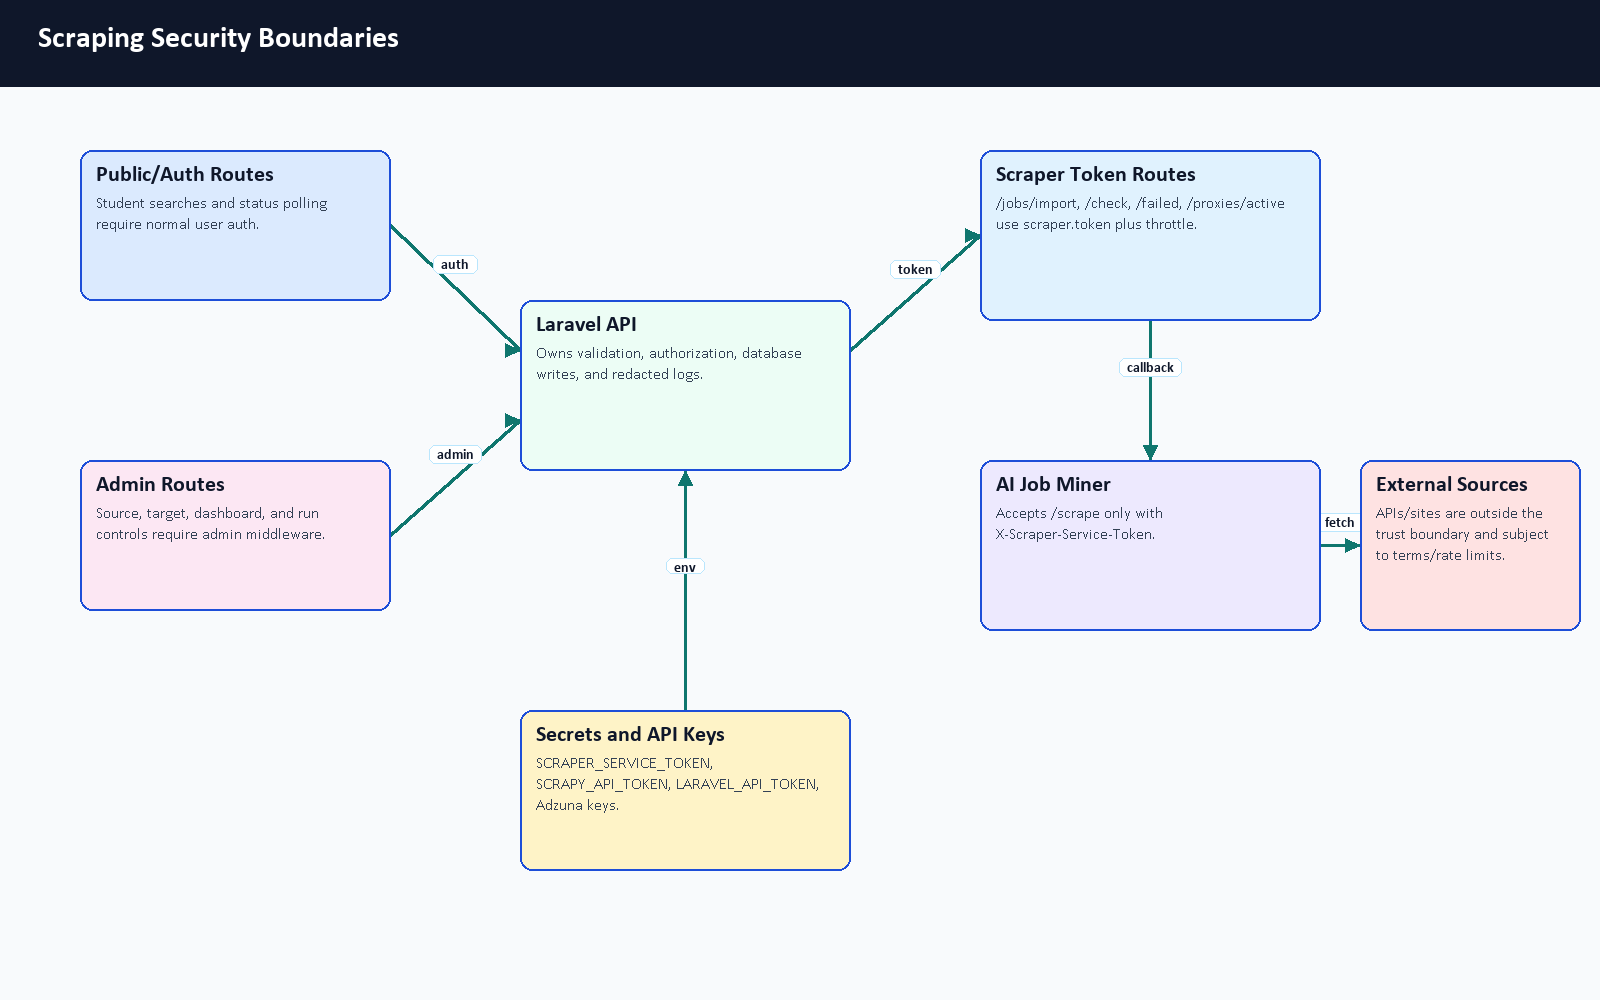 Scraping Security Boundaries
Public/Auth Routes
Student searches and status polling
require normal user auth.
auth
Admin Routes
Source, target, dashboard, and run
controls require admin middleware.
admin
Laravel API
Owns validation, authorization, database
writes, and redacted logs.
env
Secrets and API Keys
SCRAPER_SERVICE_TOKEN,
SCRAPY_API_TOKEN, LARAVEL_API_TOKEN,
Adzuna keys.
token
Scraper Token Routes
/jobs/import, /check, /failed, /proxies/active
use scraper.token plus throttle.
callback
AI Job Miner
Accepts /scrape only with
X-Scraper-Service-Token.
fetch
External Sources
APIs/sites are outside the
trust boundary and subject
to terms/rate limits.